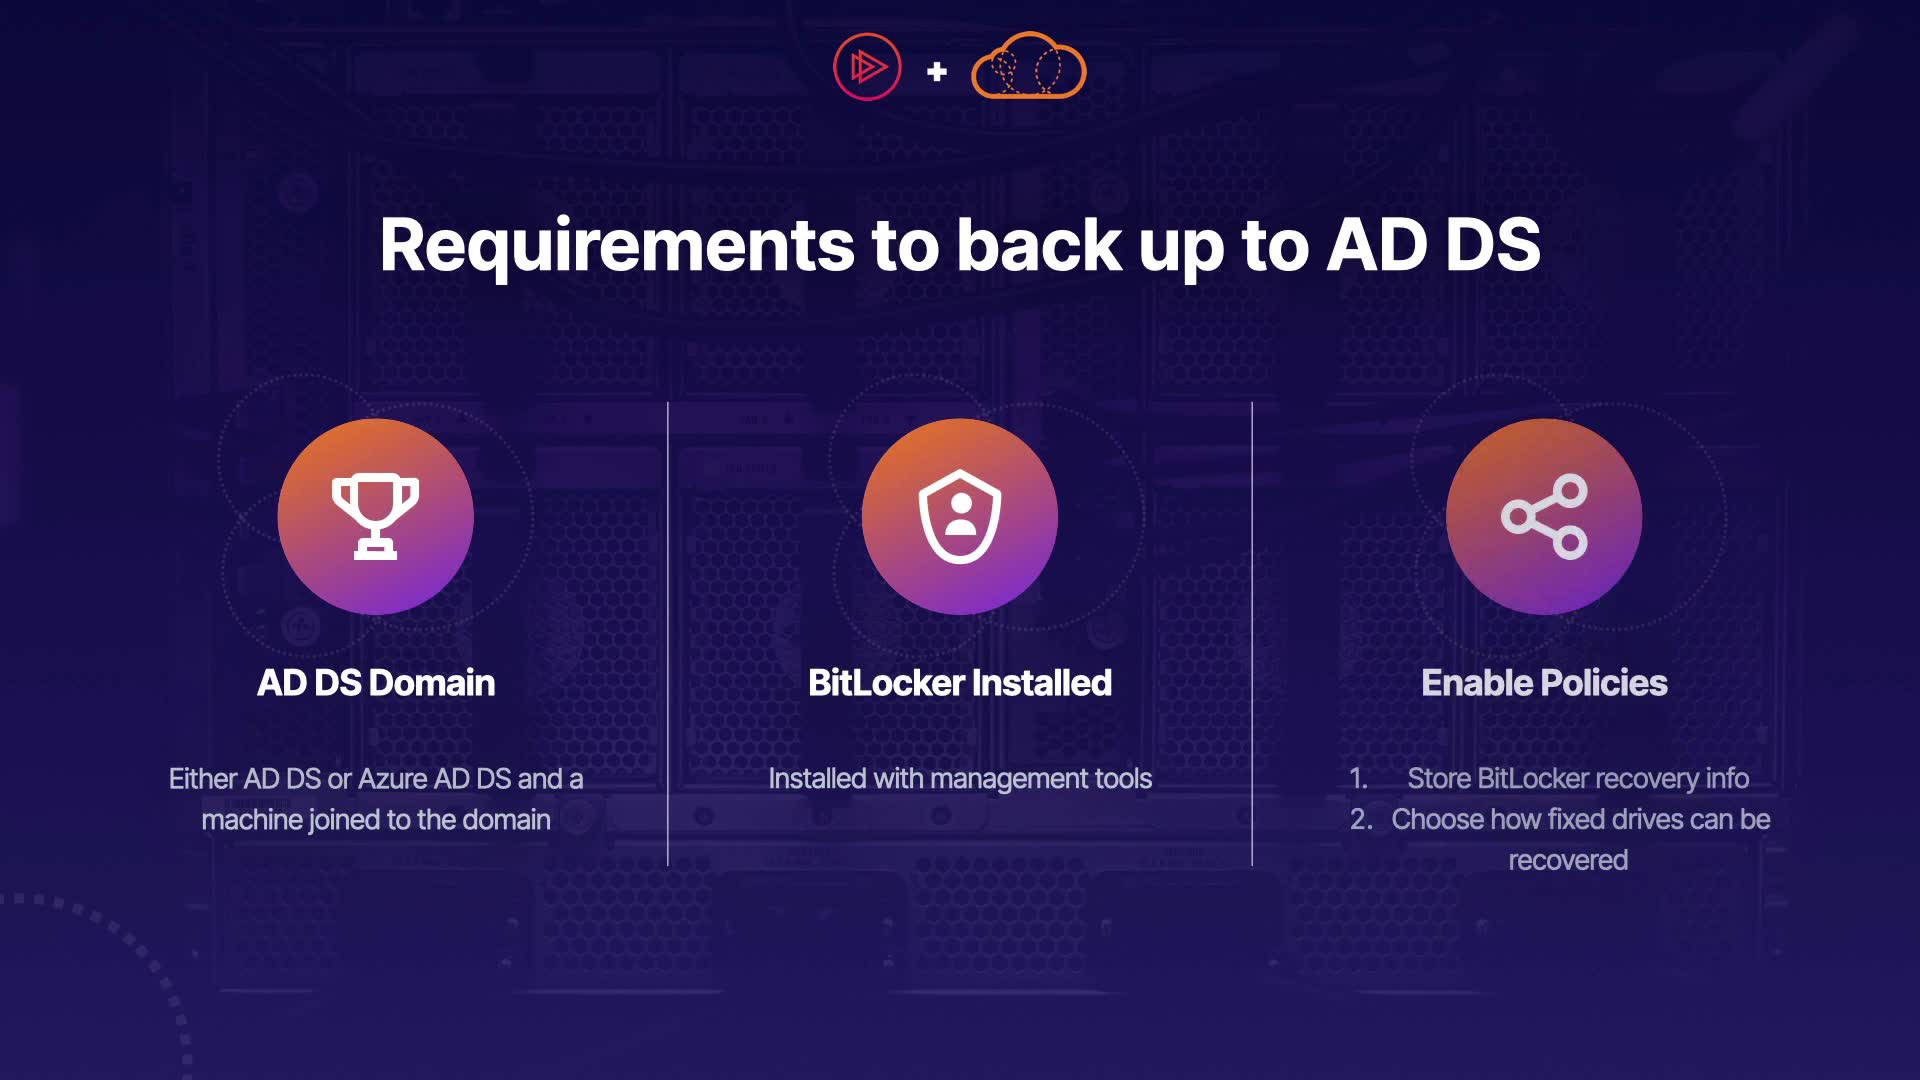 Requirements to back up to AD DS
AD DS Domain
Either AD DS or Azure AD DS and a
machine joined to the domain
BitLocker Installed
Installed with management tools
Enable Policies
1. Store BitLocker recovery info
2. Choose how fixed drives can be
recovered